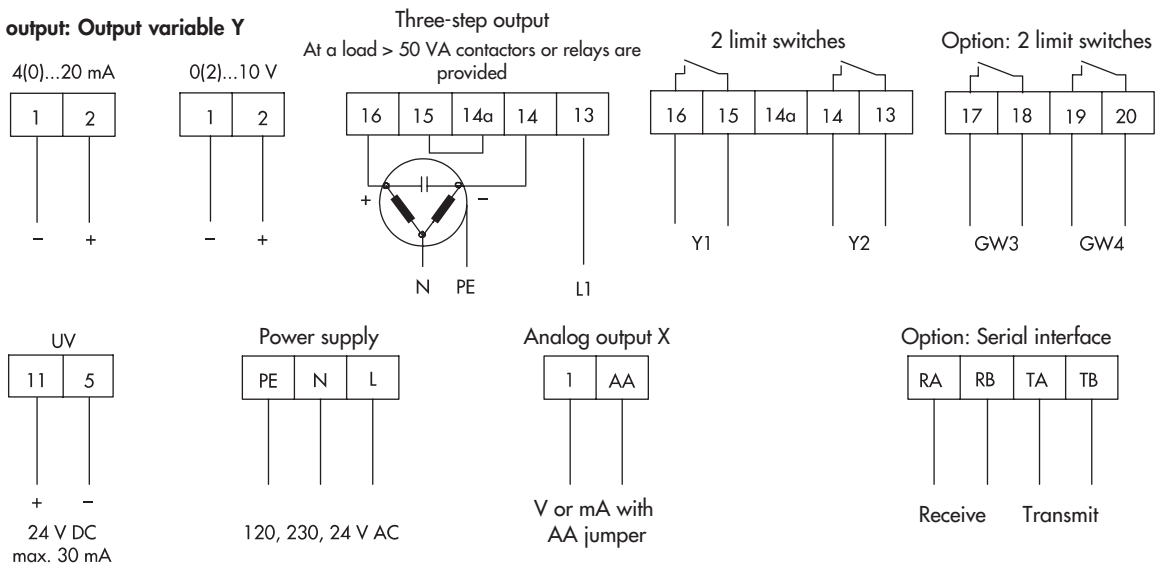 output: Output variable Y
4(0)...20 mA
1 2
– +
0(2)...10 V
1 2
– +
Three-step output
At a load > 50 VA contactors or relays are
provided
16 15 14a 14 13
+ –
N PE L1
2 limit switches
16 15 14a 14 13
Y1 Y2
Option: 2 limit switches
17 18 19 20
GW3 GW4
UV
11 5
+ –
24 V DC
max. 30 mA
Power supply
PE N L
120, 230, 24 V AC
Analog output X
1 AA
V or mA with
AA jumper
Option: Serial interface
RA RB TA TB
Receive Transmit